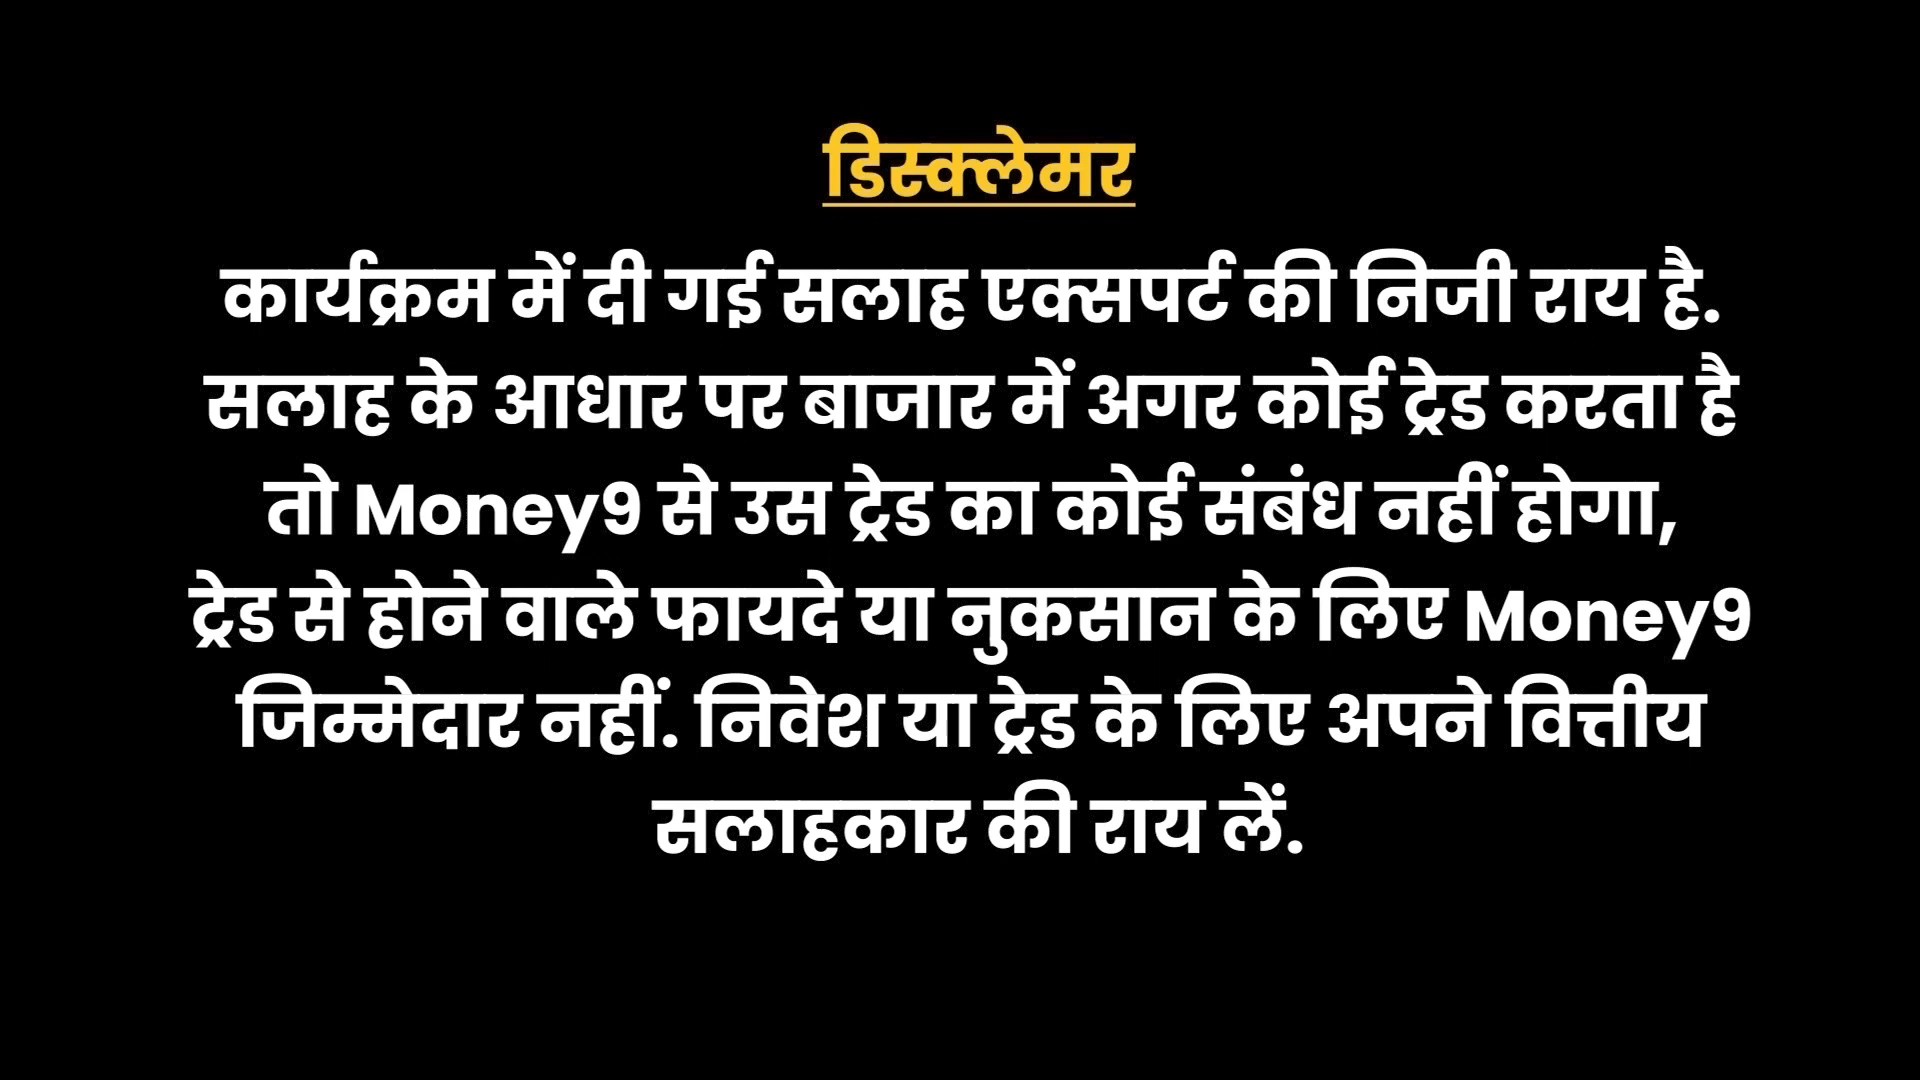 डिस्क्लेमर
कार्यक्रम में दी गई सलाह एक्सपर्ट की निजी राय है.
सलाह के आधार पर बाजार में अगर कोई ट्रेड करता है
तो Money9 से उस ट्रेड का कोई संबंध नहीं होगा,
ट्रेड से होने वाले फायदे या नुकसान के लिए Money9
जिम्मेदार नहीं. निवेश या ट्रेड के लिए अपने वित्तीय
सलाहकार की राय लें.